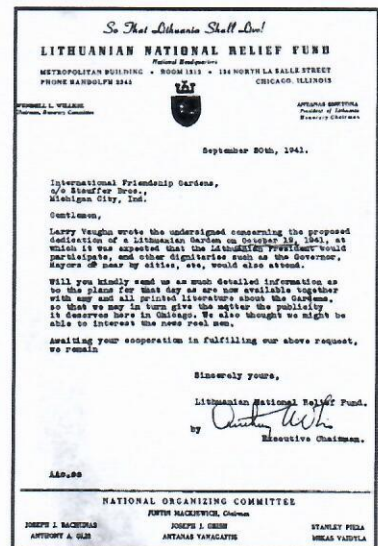 So That Lithuania Shall Live!
LITHUANIAN NATIONAL RELIEF FUND
National Headquarters
METROPOLITAN BUILDING • ROOM 1313 • 134 NORTH LA SALLE STREET
PHONE RANDOLPH 3242 CHICAGO, ILLINOIS
WENDELL L. WILLKIE
Chairman, Honorary Committee
ANTANAS SMETONA
President of Lithuania
Honorary Chairman
September 20th, 1941.
International Friendship Gardens,
c/o Stauffer Bros.,
Michigan City, Ind.
Gentlemen,
Larry Vaughn wrote the undersigned concerning the proposed
dedication of a Lithuanian Garden on October 19, 1941, at
which it was expected that the Lithuanian President would
participate, and other dignitaries such as the Governor,
Mayors of near by cities, etc, would also attend.
Will you kindly send us as much detailed information as
to the plans for that day as are now available together
with any and all printed literature about the Gardens,
so that we may in turn give the matter the publicity
it deserves here in Chicago. We also thought we might be
able to interest the news reel men.
Awaiting your cooperation in fulfilling our above request,
we remain
Sincerely yours,
Lithuanian National Relief Fund.
by
Executive Chairman.
NATIONAL ORGANIZING COMMITTEE
JUSTIN MACKIEWICH, Chairman
JOSEPH J. BACHUNAS JOSEPH J. GRISH STANLEY PIEZA
ANTHONY A. OLIS ANTANAS VANAGAITIS MIKAS VAIDYLA